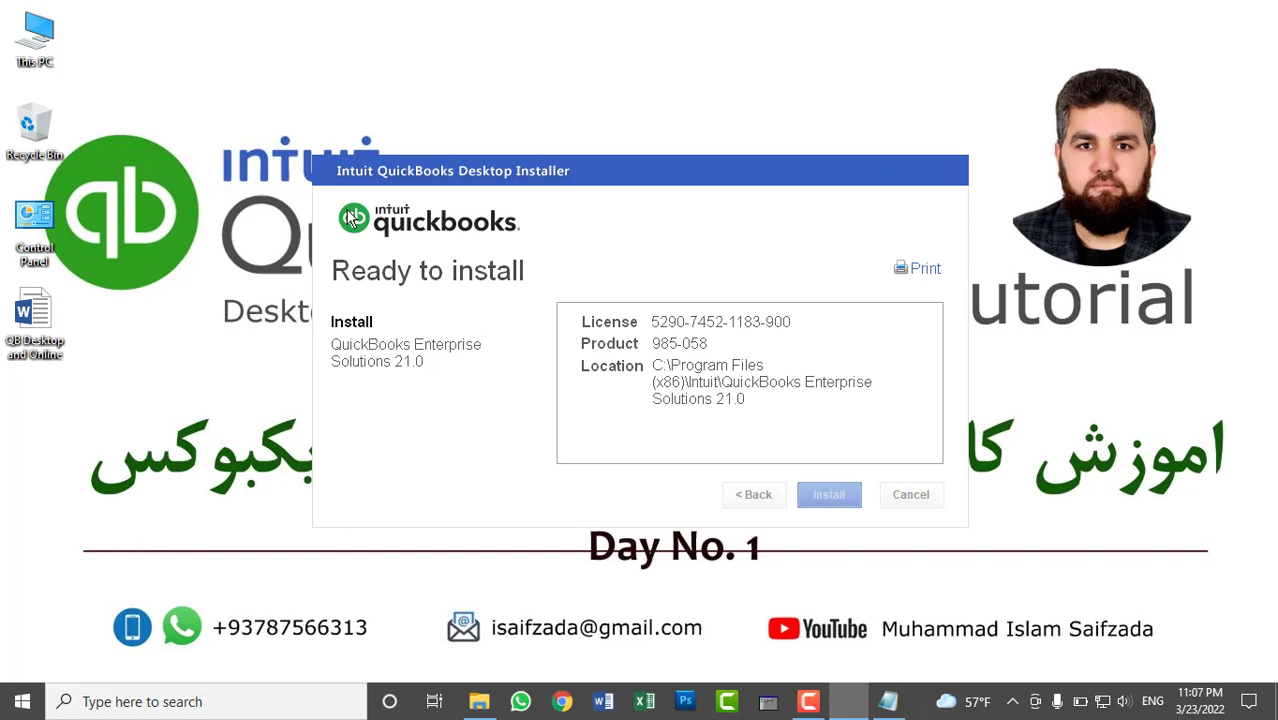 This PC
Recycle Bin
Control
Panel
QB Desktop
and Online
ıntuıt
Deskt
utorial
Intuit QuickBooks Desktop Installer
ıntuıt
quickbooks.
Ready to install
Print
Install
QuickBooks Enterprise
Solutions 21.0
License 5290-7452-1183-900
Product 985-058
Location C:\Program Files
(x86)\Intuit\QuickBooks Enterprise
Solutions 21.0
< Back
Install
Cancel
اموزش کا
یکبوکس
Day No. 1
+93787566313
isaifzada@gmail.com
YouTube Muhammad Islam Saifzada
Type here to search
57°F
ENG
11:07 PM
3/23/2022